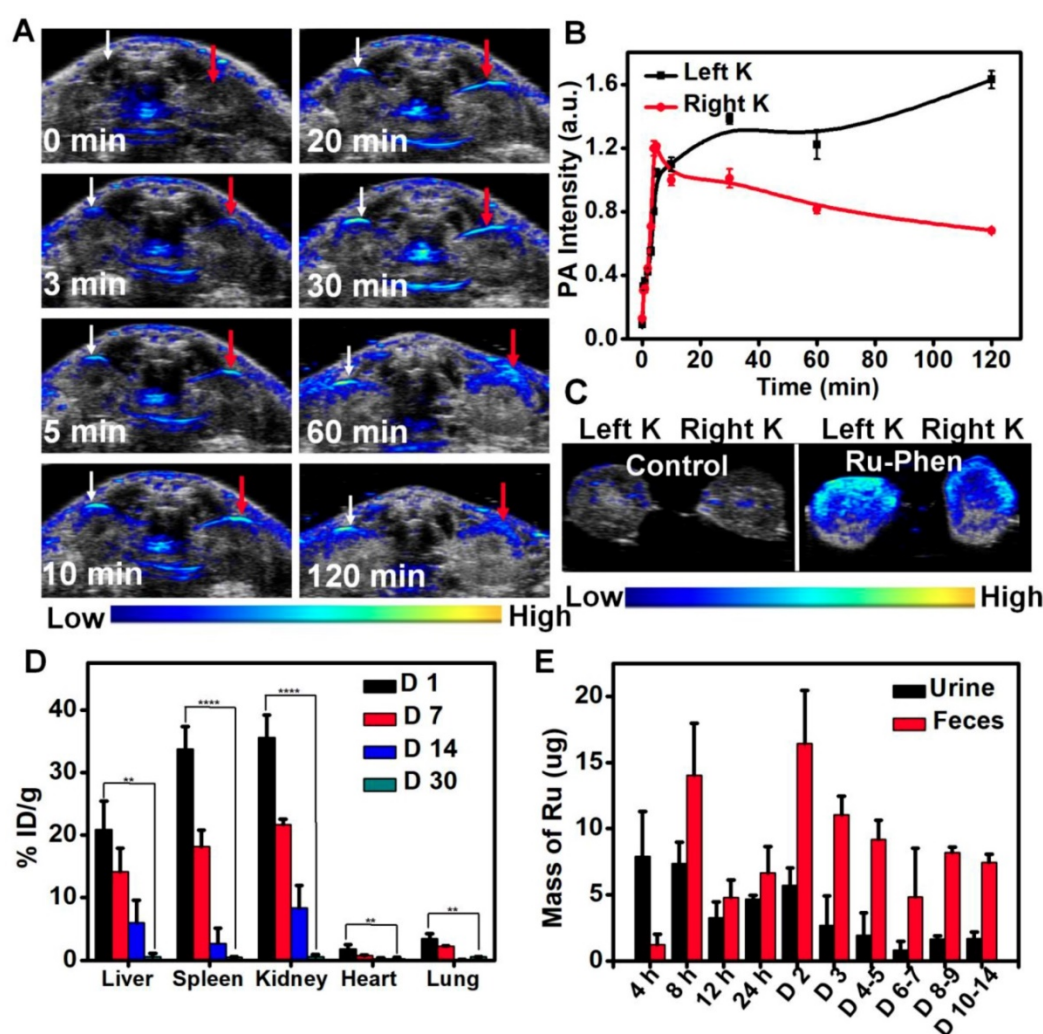 A
0 min
20 min
3 min
30 min
5 min
60 min
10 min
120 min
Low High
B
Left K
Right K
PA Intensity (a.u.)
1.6
1.2
0.8
0.4
0.0
0 20 40 60 80 100 120
Time (min)
C
Left K Right K Left K Right K
Control Ru-Phen
Low High
D
D 1
D 7
D 14
D 30
% ID/g
40
30
20
10
0
** **** **** ** **
Liver Spleen Kidney Heart Lung
E
Urine
Feces
Mass of Ru (ug)
20
15
10
5
0
4 h 8 h 12 h 24 h D 2 D 3 D 4-5 D 6-7 D 8-9 D 10-14